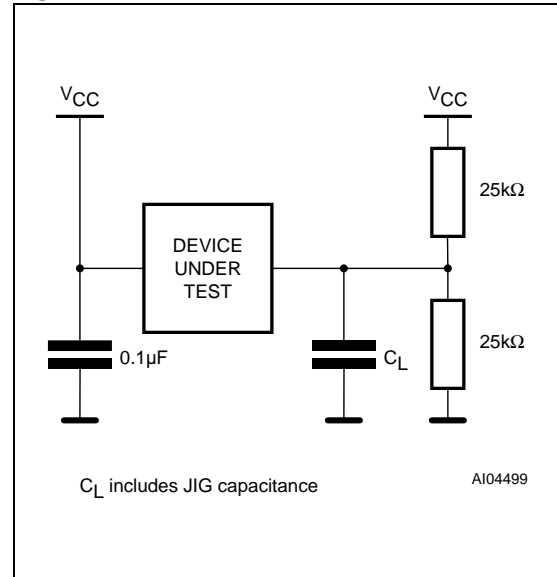 VCC
VCC
25kΩ
DEVICE
UNDER
TEST
0.1µF
CL
25kΩ
CL includes JIG capacitance
AI04499